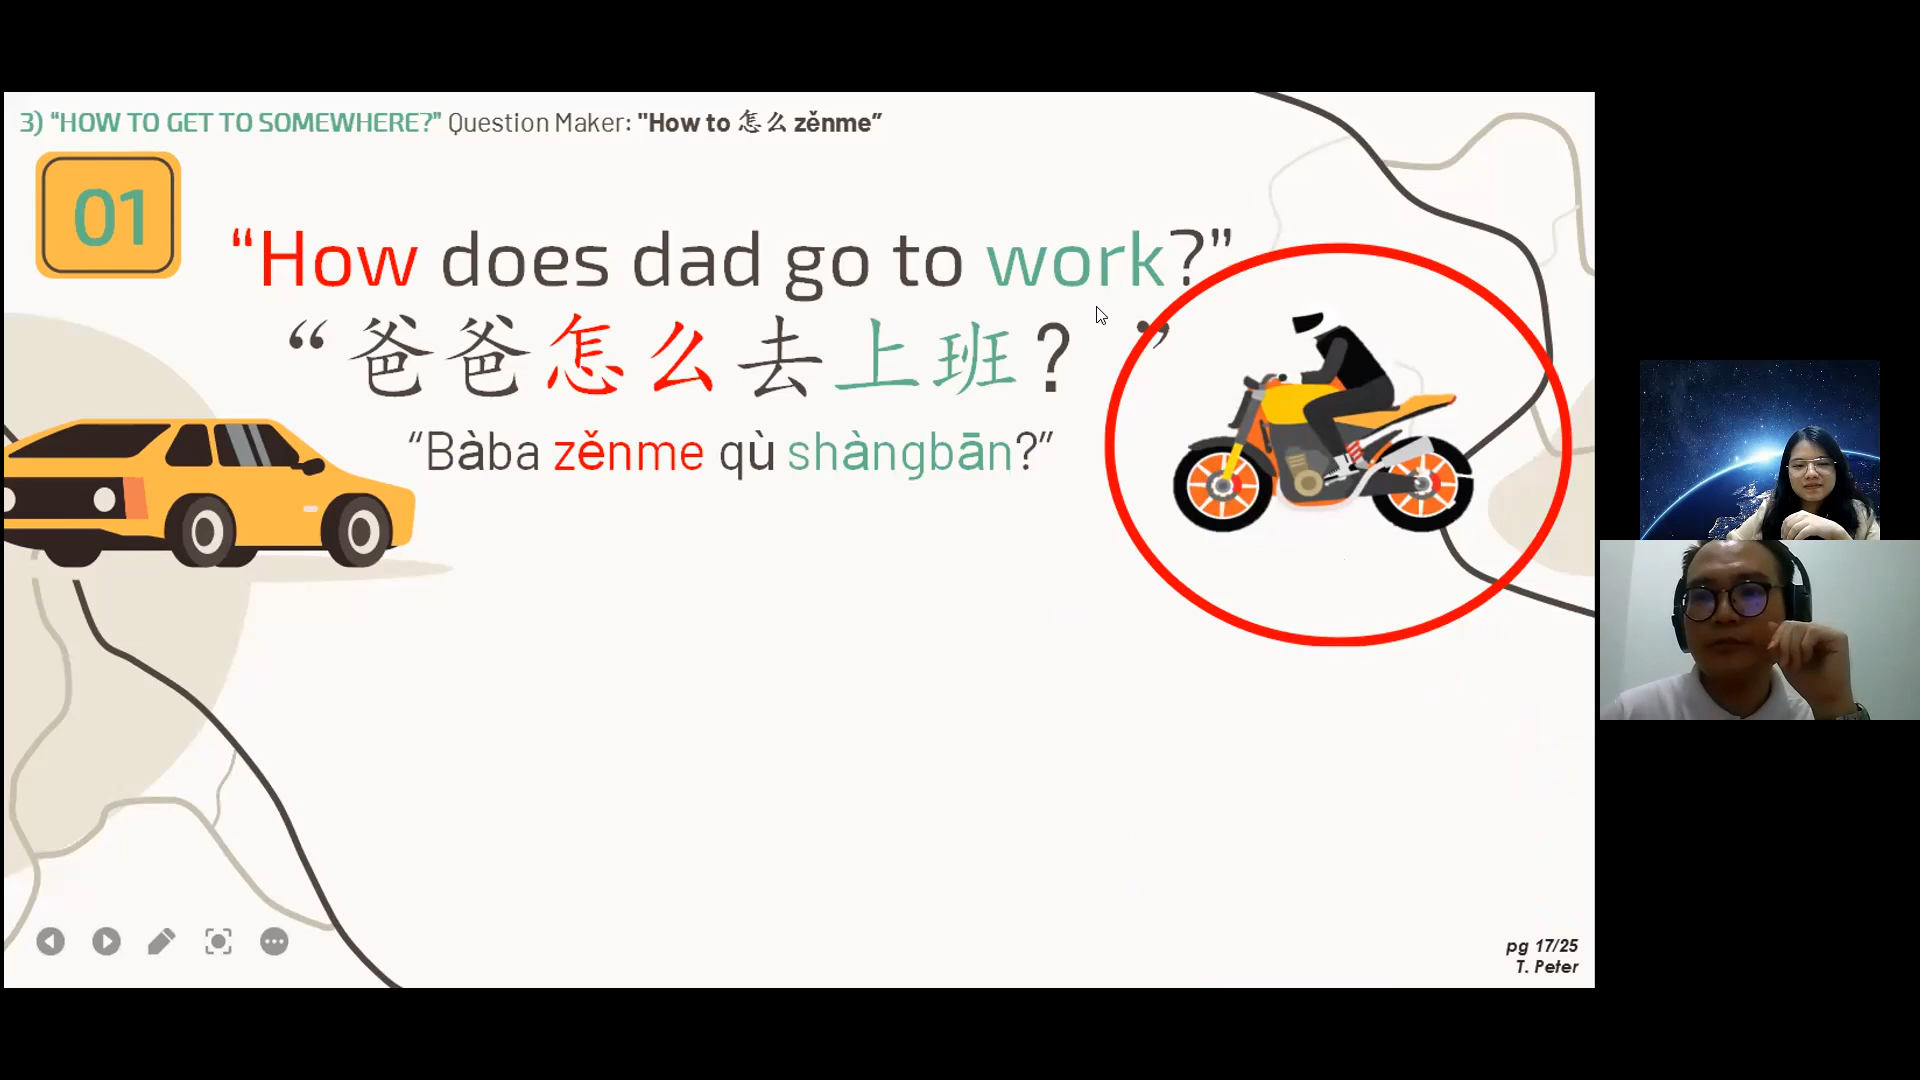 3) “HOW TO GET TO SOMEWHERE?” Question Maker: "How to 怎么 zěnme”
01
“How does dad go to work?”
“爸爸怎么去上班？”
“Bàba zěnme qù shàngbān?”
pg 17/25
T. Peter